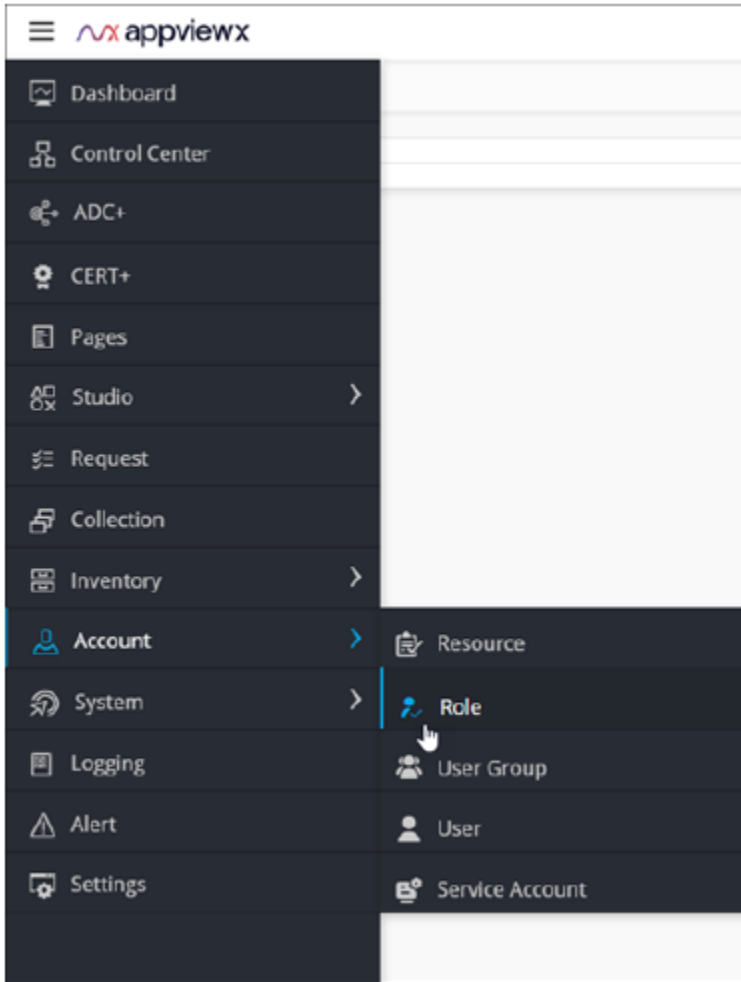 appviewx
Dashboard
Control Center
ADC+
CERT+
Pages
Studio
Request
Collection
Inventory
Account
Resource
System
Role
Logging
User Group
Alert
User
Settings
Service Account